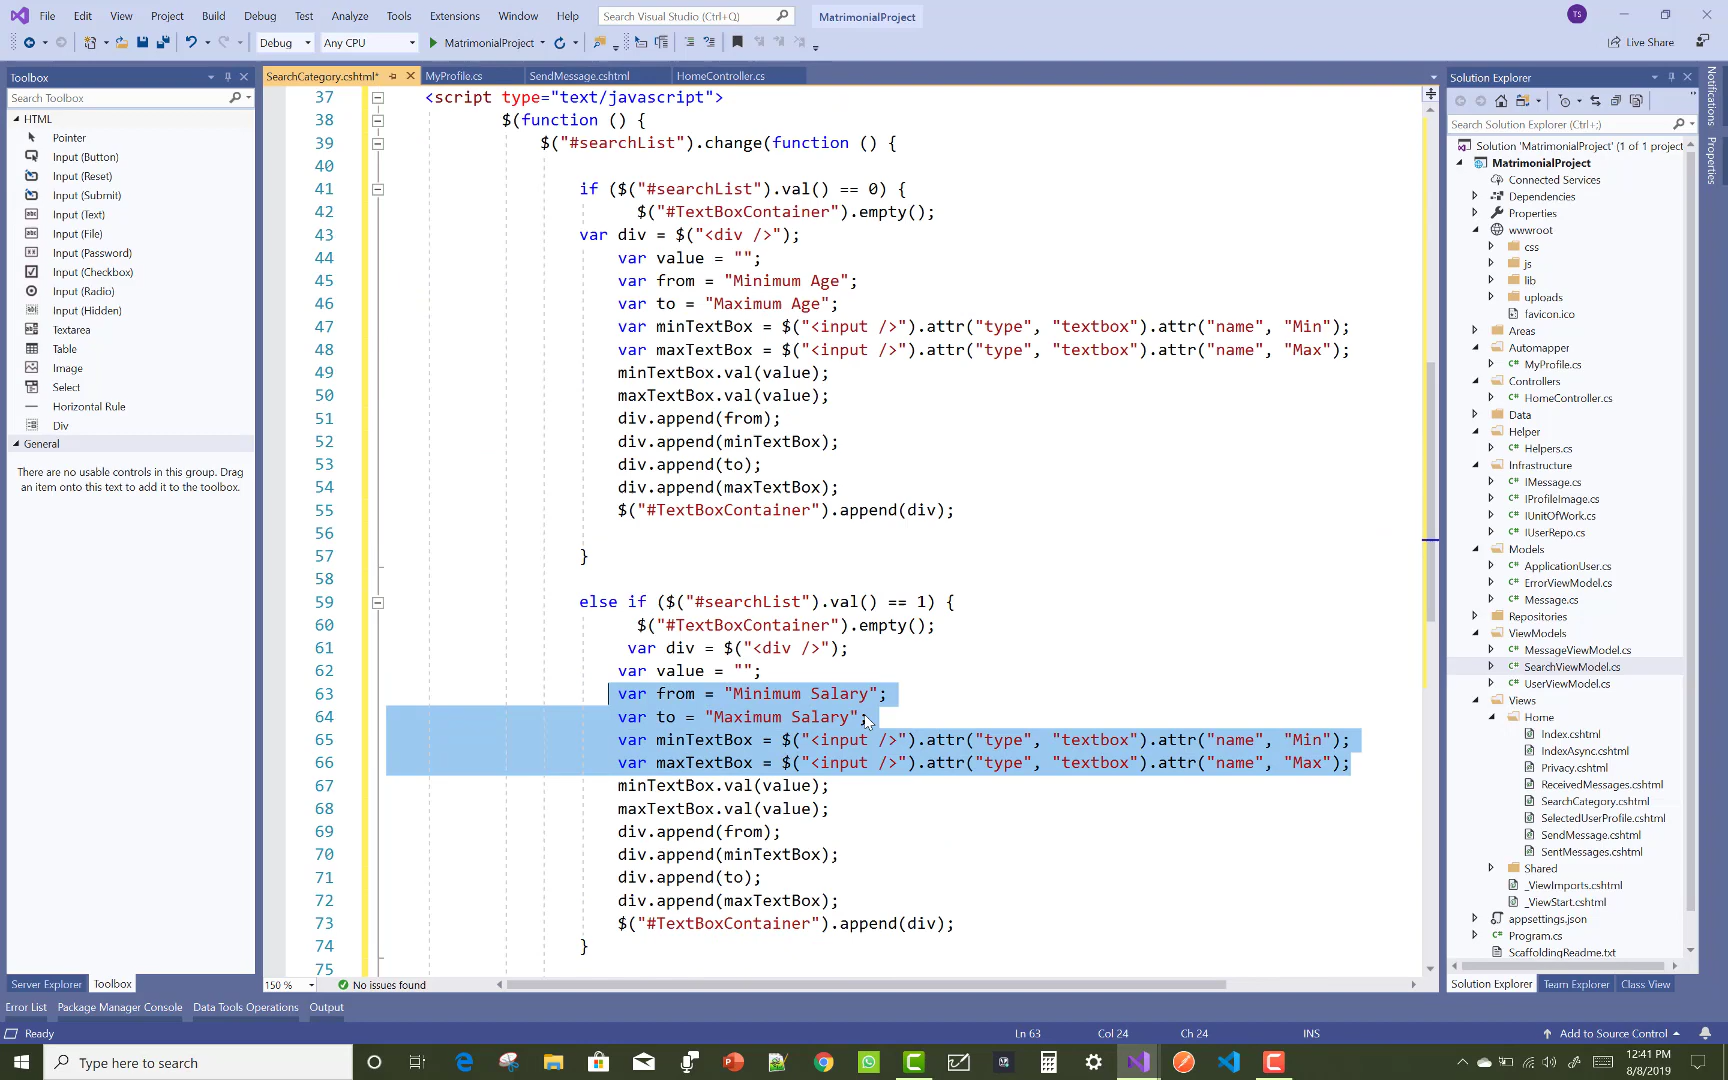 File Edit View Project Build Debug Test Analyze Tools Extensions Window Help Search Visual Studio (Ctrl+Q) MatrimonialProject TS
Debug Any CPU MatrimonialProject Live Share
Toolbox
Search Toolbox
HTML
Pointer
Input (Button)
Input (Reset)
Input (Submit)
Input (Text)
Input (File)
Input (Password)
Input (Checkbox)
Input (Radio)
Input (Hidden)
Textarea
Table
Image
Select
Horizontal Rule
Div
General
There are no usable controls in this group. Drag
an item onto this text to add it to the toolbox.
Server Explorer Toolbox
SearchCategory.cshtml* MyProfile.cs SendMessage.cshtml HomeController.cs
37 <script type="text/javascript">
38 $(function () {
39 $("#searchList").change(function () {
40
41 if ($("#searchList").val() == 0) {
42 $("#TextBoxContainer").empty();
43 var div = $("<div />");
44 var value = "";
45 var from = "Minimum Age";
46 var to = "Maximum Age";
47 var minTextBox = $("<input />").attr("type", "textbox").attr("name", "Min");
48 var maxTextBox = $("<input />").attr("type", "textbox").attr("name", "Max");
49 minTextBox.val(value);
50 maxTextBox.val(value);
51 div.append(from);
52 div.append(minTextBox);
53 div.append(to);
54 div.append(maxTextBox);
55 $("#TextBoxContainer").append(div);
56
57 }
58
59 else if ($("#searchList").val() == 1) {
60 $("#TextBoxContainer").empty();
61 var div = $("<div />");
62 var value = "";
63 var from = "Minimum Salary";
64 var to = "Maximum Salary";
65 var minTextBox = $("<input />").attr("type", "textbox").attr("name", "Min");
66 var maxTextBox = $("<input />").attr("type", "textbox").attr("name", "Max");
67 minTextBox.val(value);
68 maxTextBox.val(value);
69 div.append(from);
70 div.append(minTextBox);
71 div.append(to);
72 div.append(maxTextBox);
73 $("#TextBoxContainer").append(div);
74 }
75
150 % No issues found
Solution Explorer
Search Solution Explorer (Ctrl+;)
Solution 'MatrimonialProject' (1 of 1 project
MatrimonialProject
Connected Services
Dependencies
Properties
wwwroot
css
js
lib
uploads
favicon.ico
Areas
Automapper
C# MyProfile.cs
Controllers
C# HomeController.cs
Data
Helper
C# Helpers.cs
Infrastructure
C# IMessage.cs
C# IProfileImage.cs
C# IUnitOfWork.cs
C# IUserRepo.cs
Models
C# ApplicationUser.cs
C# ErrorViewModel.cs
C# Message.cs
Repositories
ViewModels
C# MessageViewModel.cs
C# SearchViewModel.cs
C# UserViewModel.cs
Views
Home
Index.cshtml
IndexAsync.cshtml
Privacy.cshtml
ReceivedMessages.cshtml
SearchCategory.cshtml
SelectedUserProfile.cshtml
SendMessage.cshtml
SentMessages.cshtml
Shared
_ViewImports.cshtml
_ViewStart.cshtml
appsettings.json
C# Program.cs
ScaffoldingReadme.txt
Solution Explorer Team Explorer Class View
Notifications
Properties
Error List Package Manager Console Data Tools Operations Output
Ready Ln 63 Col 24 Ch 24 INS Add to Source Control
Type here to search
12:41 PM
8/8/2019